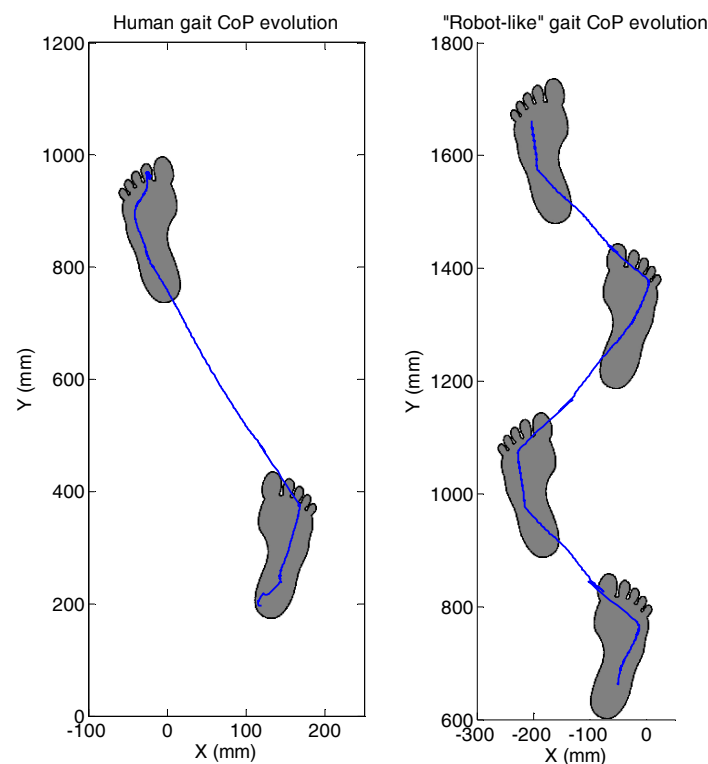 Human gait CoP evolution
1200
1000
800
600
400
200
0
-100 0 100 200
X (mm)
Y (mm)
"Robot-like" gait CoP evolution
1800
1600
1400
1200
1000
800
600
-300 -200 -100 0
X (mm)
Y (mm)